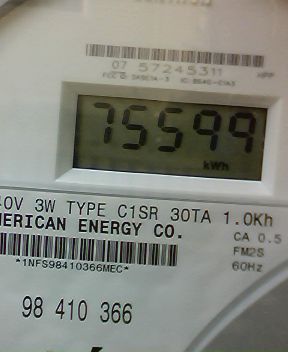 07 57245311
75599
kWh
0V 3W TYPE C1SR 30TA 1.0Kh
MERICAN ENERGY CO.
CA 0.5
FM2S
*1NFS98410366MEC*
60Hz
98 410 366